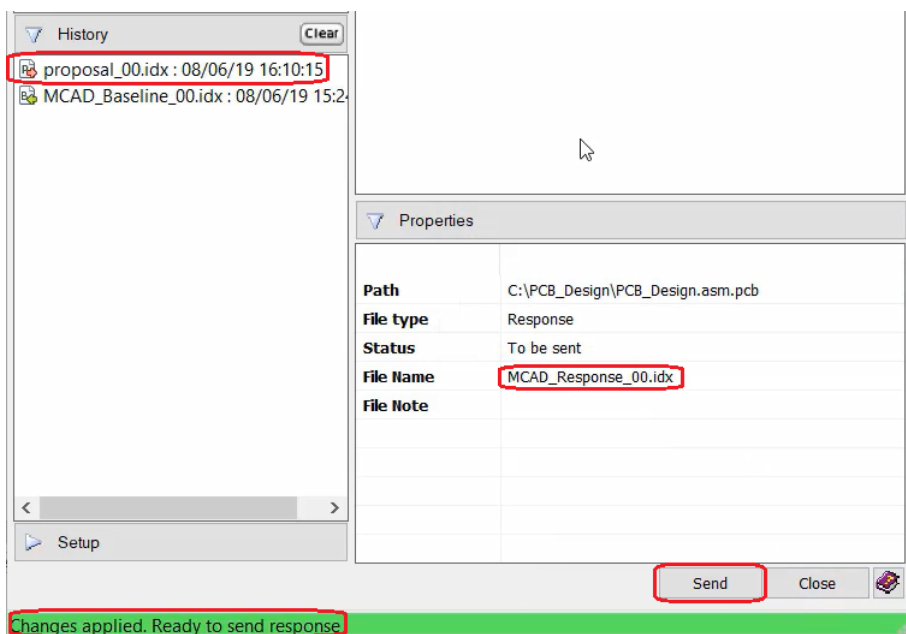 History
Clear
proposal_00.idx : 08/06/19 16:10:15
MCAD_Baseline_00.idx : 08/06/19 15:2
Properties
Path C:\PCB_Design\PCB_Design.asm.pcb
File type Response
Status To be sent
File Name MCAD_Response_00.idx
File Note
Setup
Send
Close
Changes applied. Ready to send response